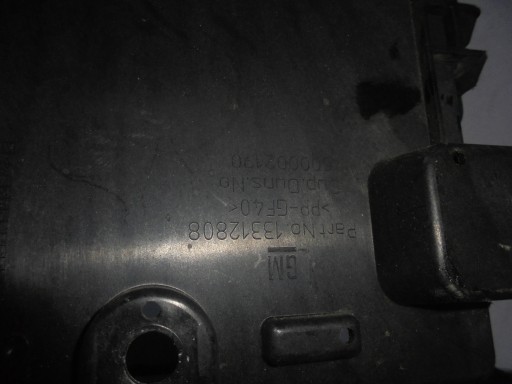 GM
Part No. 13312808
>PP-GF40<
Sup.Duns.No